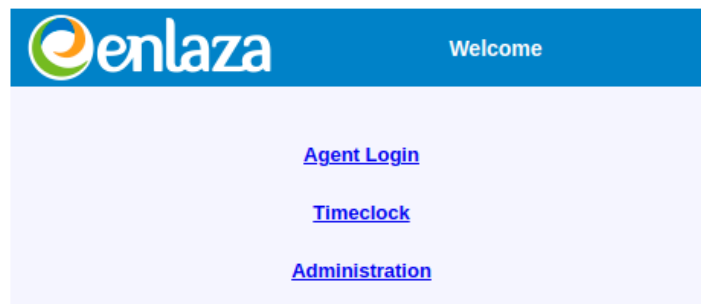 enlaza
Welcome
Agent Login
Timeclock
Administration